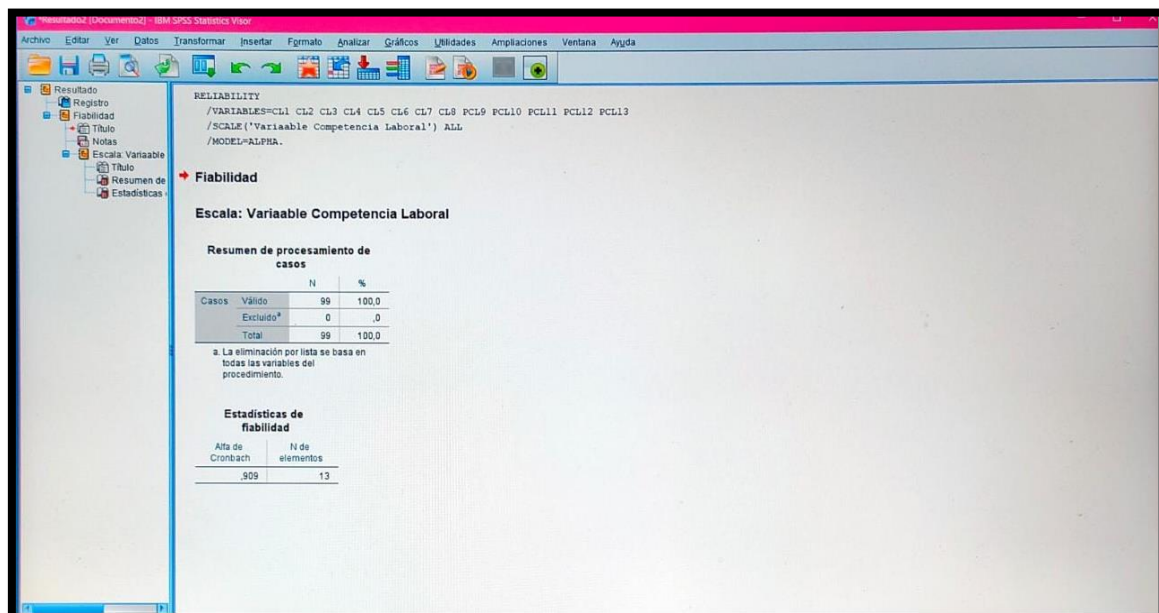 *Resultado2 [Documento2] - IBM SPSS Statistics Visor
Archivo Editar Ver Datos Transformar Insertar Formato Analizar Gráficos Utilidades Ampliaciones Ventana Ayuda
Resultado
Registro
Fiabilidad
Título
Notas
Escala: Variaable
Título
Resumen de
Estadísticas
RELIABILITY
/VARIABLES=CL1 CL2 CL3 CL4 CL5 CL6 CL7 CL8 PCL9 PCL10 PCL11 PCL12 PCL13
/SCALE('Variaable Competencia Laboral') ALL
/MODEL=ALPHA.
Fiabilidad
Escala: Variaable Competencia Laboral
Resumen de procesamiento de
casos
N %
Casos Válido 99 100,0
Excluidoª 0 ,0
Total 99 100,0
a. La eliminación por lista se basa en
todas las variables del
procedimiento.
Estadísticas de
fiabilidad
Alfa de N de
Cronbach elementos
,909 13